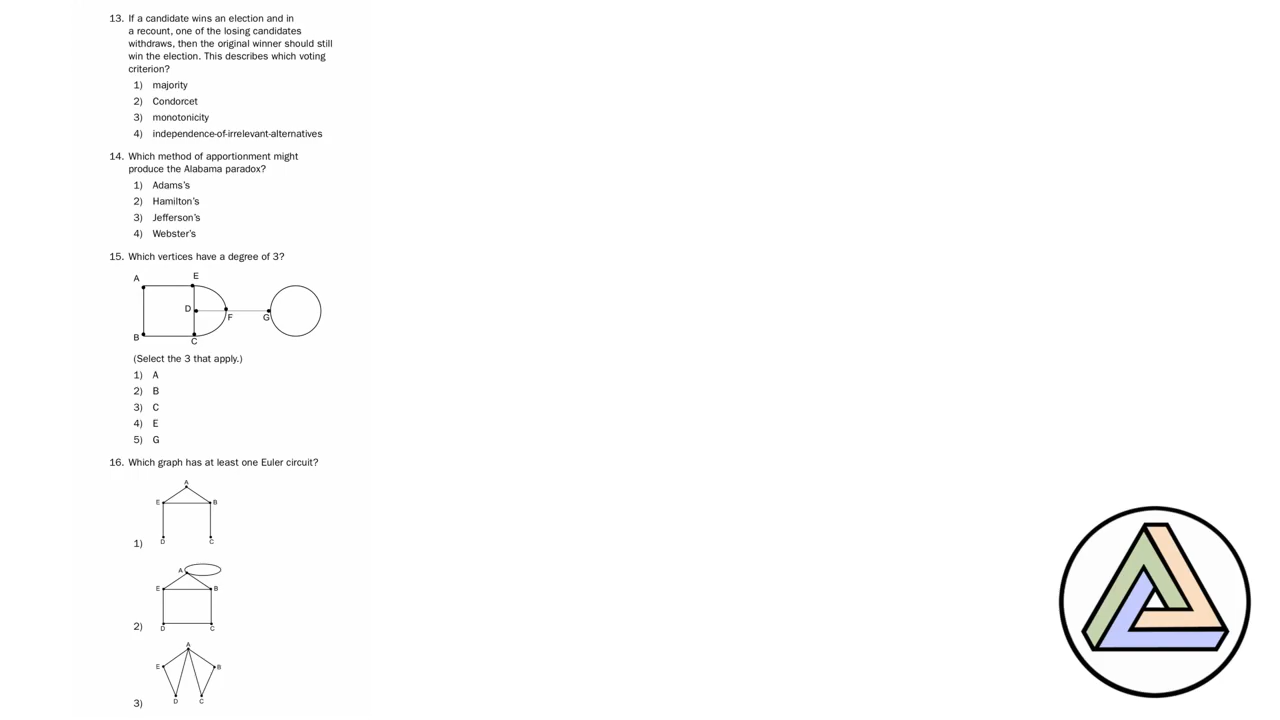 13. If a candidate wins an election and in
a recount, one of the losing candidates
withdraws, then the original winner should still
win the election. This describes which voting
criterion?
1) majority
2) Condorcet
3) monotonicity
4) independence-of-irrelevant-alternatives
14. Which method of apportionment might
produce the Alabama paradox?
1) Adams's
2) Hamilton's
3) Jefferson's
4) Webster's
15. Which vertices have a degree of 3?
A E
D F G
B C
(Select the 3 that apply.)
1) A
2) B
3) C
4) E
5) G
16. Which graph has at least one Euler circuit?
A
E B
1) D C
A
E B
2) D C
A
E B
3) D C